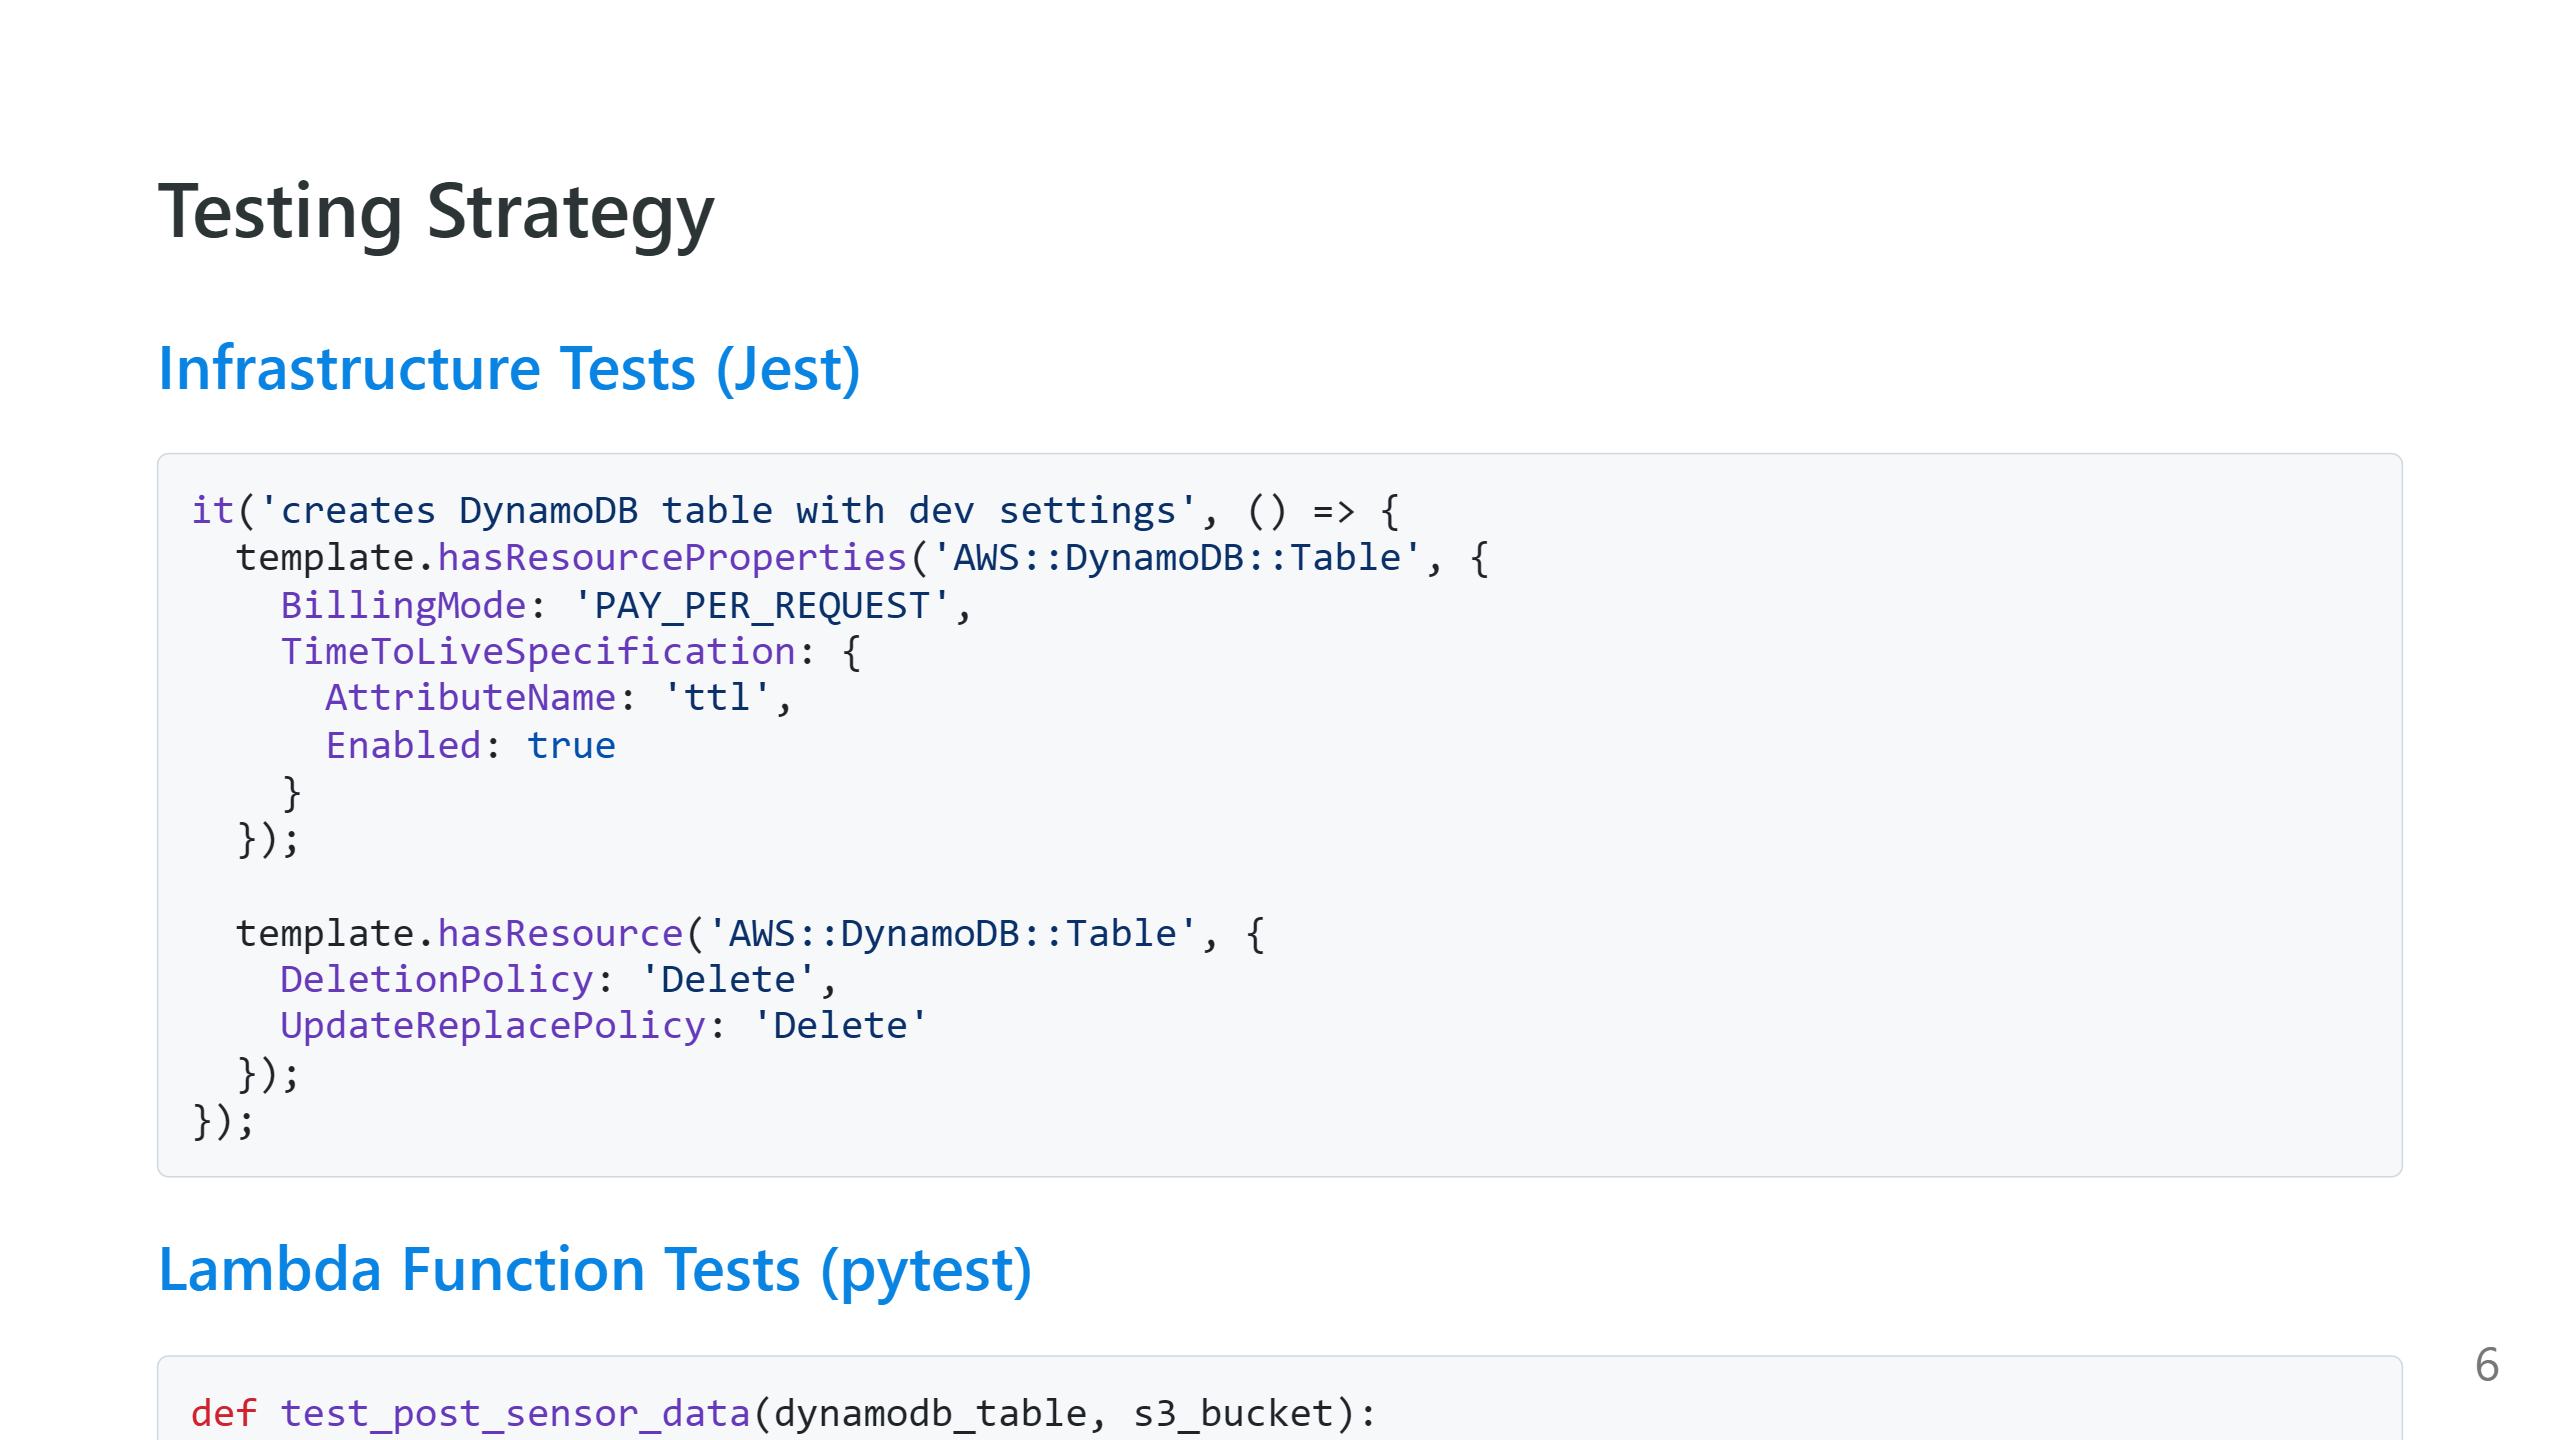 Testing Strategy
Infrastructure Tests (Jest)
it('creates DynamoDB table with dev settings', () => {
  template.hasResourceProperties('AWS::DynamoDB::Table', {
    BillingMode: 'PAY_PER_REQUEST',
    TimeToLiveSpecification: {
      AttributeName: 'ttl',
      Enabled: true
    }
  });

  template.hasResource('AWS::DynamoDB::Table', {
    DeletionPolicy: 'Delete',
    UpdateReplacePolicy: 'Delete'
  });
});
Lambda Function Tests (pytest)
def test_post_sensor_data(dynamodb_table, s3_bucket):
6